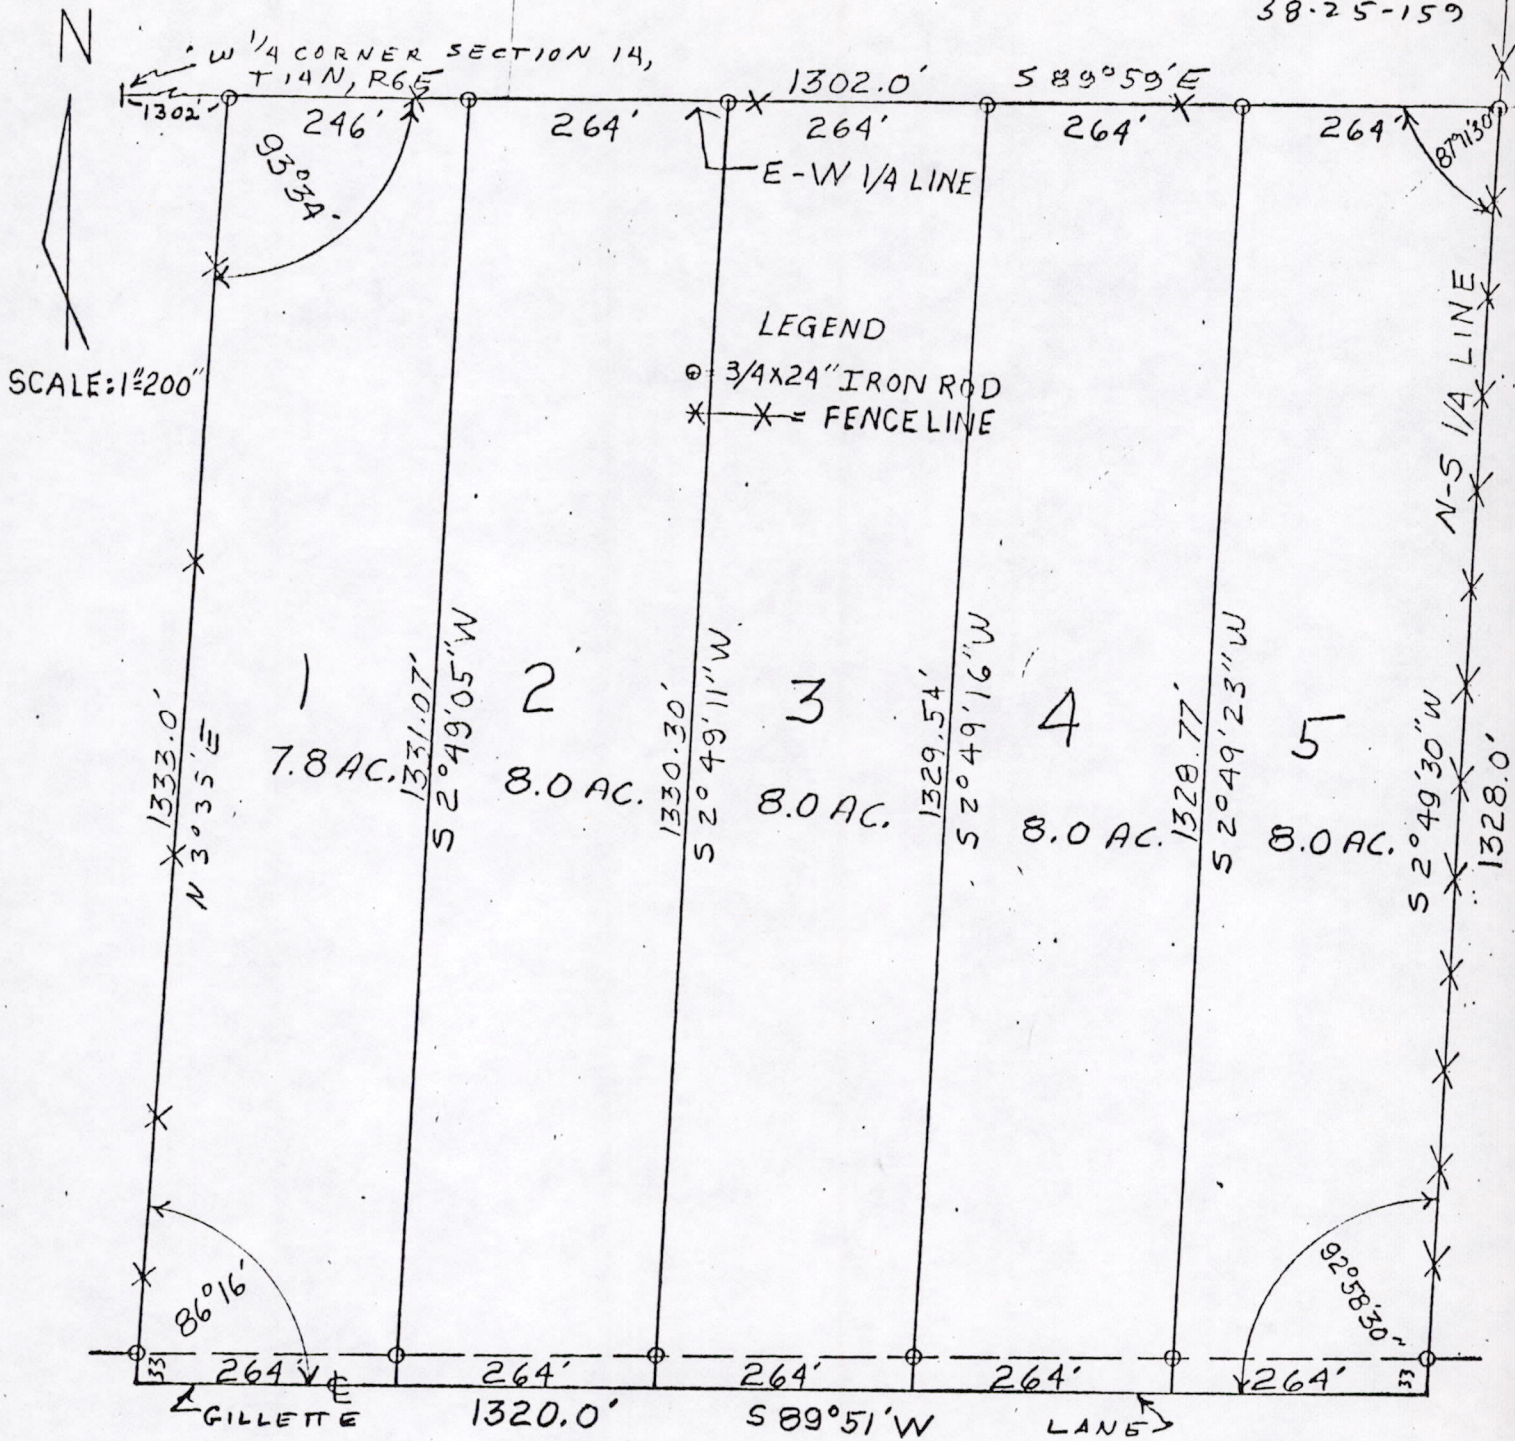 38-25-159
N
W 1/4 CORNER SECTION 14,
T 14 N, R6E
1302.0' S 89°59' E
1302'
246' 264' 264' 264' 264'
93°34' 87°11'30"
E-W 1/4 LINE
SCALE: 1"=200"
LEGEND
= 3/4X24" IRON ROD
X—X = FENCE LINE
N-S 1/4 LINE
1333.0'
N 3°35' E
1
7.8 AC.
1331.07'
S 2°49'05" W
2
8.0 AC.
1330.30'
S 2°49'11" W
3
8.0 AC.
1329.54'
S 2°49'16" W
4
8.0 AC.
1328.77'
S 2°49'23" W
5
8.0 AC.
S 2°49'30" W
1328.0'
86°16'
92°58'30"
33 264' 264' 264' 264' 264' 33
GILLETTE 1320.0' S 89°51' W LANE